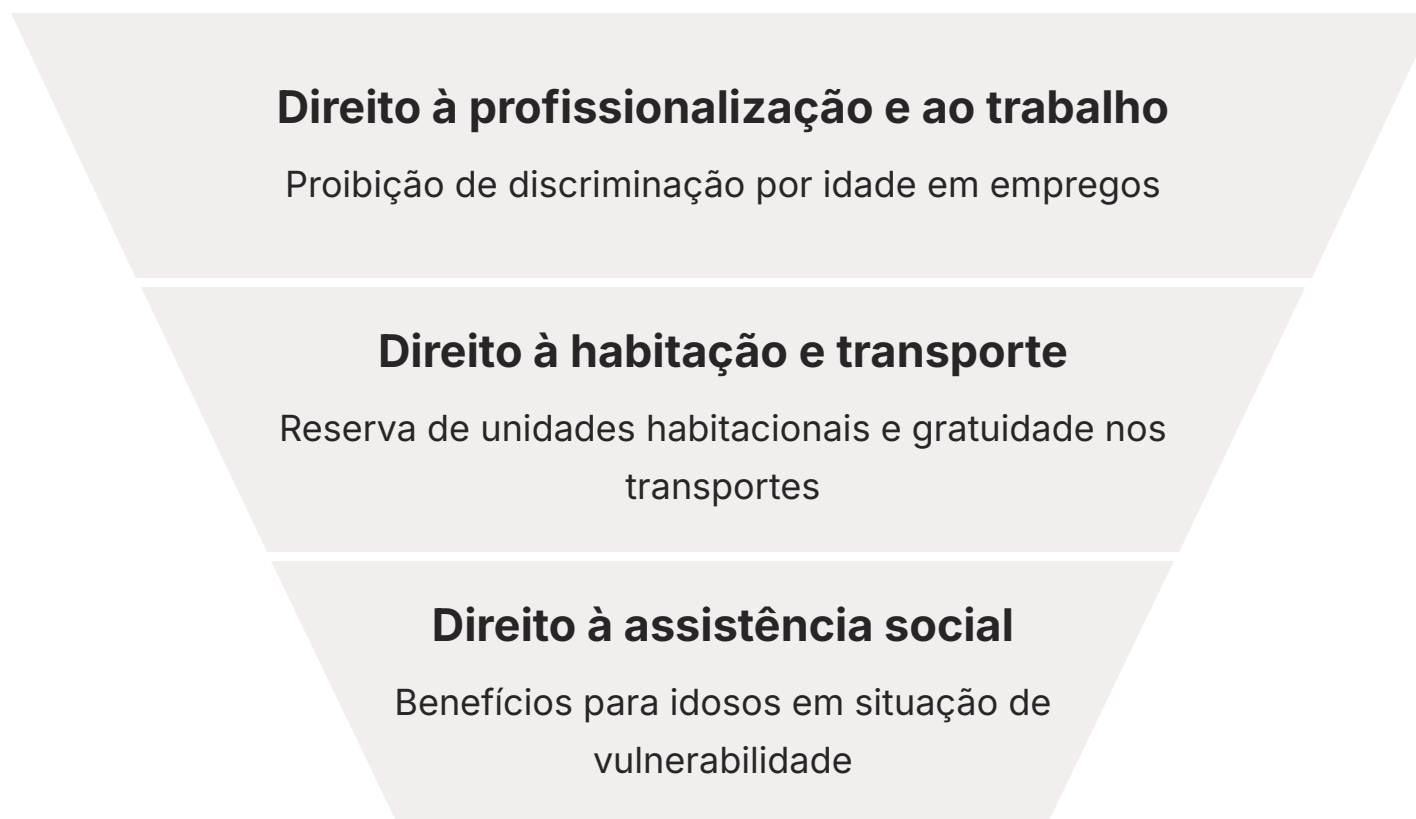 Direito à profissionalização e ao trabalho
Proibição de discriminação por idade em empregos
Direito à habitação e transporte
Reserva de unidades habitacionais e gratuidade nos
transportes
Direito à assistência social
Benefícios para idosos em situação de
vulnerabilidade